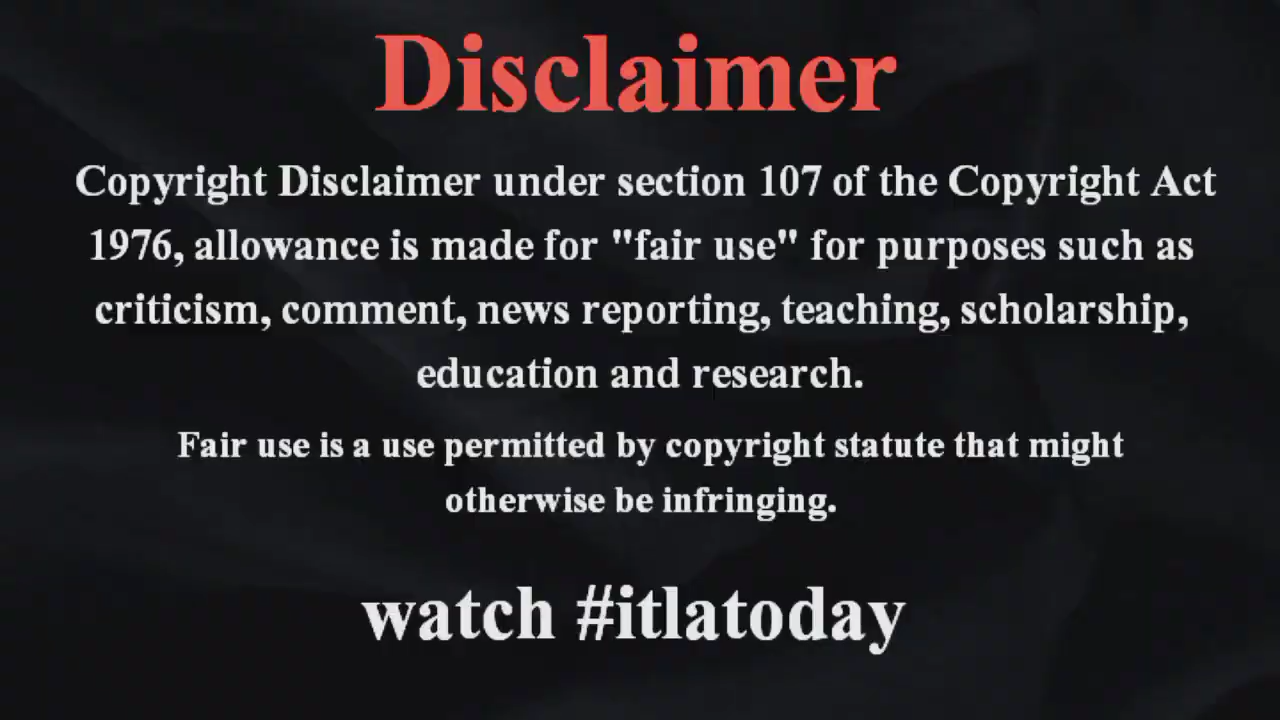 Disclaimer
Copyright Disclaimer under section 107 of the Copyright Act
1976, allowance is made for "fair use" for purposes such as
criticism, comment, news reporting, teaching, scholarship,
education and research.
Fair use is a use permitted by copyright statute that might
otherwise be infringing.
watch #itlatoday